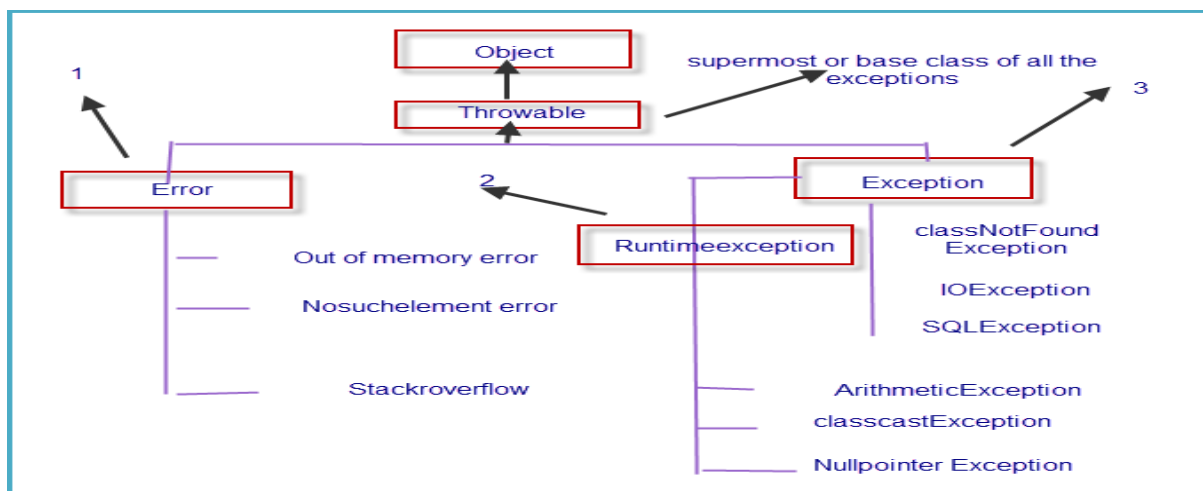 Object
supermost or base class of all the
exceptions
1
3
Throwable
Error
2
Exception
Runtimeexception
classNotFound
Exception
Out of memory error
IOException
Nosuchelement error
SQLException
Stackroverflow
ArithmeticException
classcastException
Nullpointer Exception